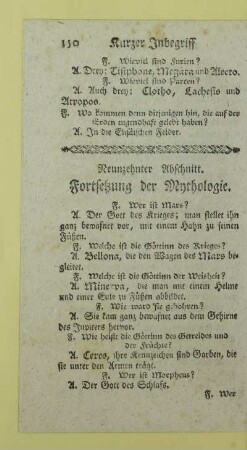 150 Kurzer Inbegriff
F. Wieviel sind Furien?
A. Drey: Tisiphone, Megara und Alecto.
F. Wieviel sind Parcen?
A. Auch drey: Clotho, Lachesis und
Atropos.
F. Wo kommen denn diejenigen hin, die auf der
Erden tugendhaft gelebt haben?
A. In die Elysäischen Felder.
Neunzehnter Abschnitt.
Fortsetzung der Mythologie.
F. Wer ist Mars?
A. Der Gott des Krieges; man stellet ihn
ganz bewafnet vor, mit einem Hahn zu seinen
Füßen.
F. Welche ist die Göttinn des Krieges?
A. Bellona, die den Wagen des Mars be-
gleitet.
F. Welche ist die Göttinn der Weisheit?
A. Minerva, die man mit einem Helme
und einer Eule zu Füßen abbildet.
F. Wie ward sie gebohren?
A. Sie kam ganz bewafnet aus dem Gehirne
des Jupiters hervor.
F. Wie heißt die Göttinn des Getreides und
der Früchte?
A. Ceres, ihre Kennzeichen sind Garben, die
sie unter den Armen trägt.
F. Wer ist Morpheus?
A. Der Gott des Schlafs.
F. Wer